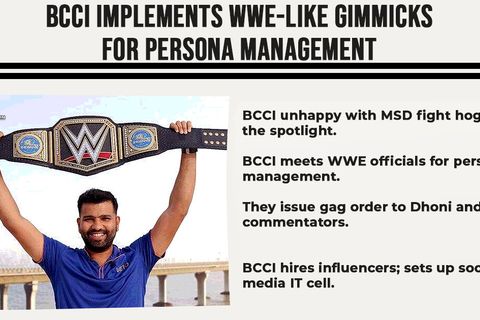 BCCI IMPLEMENTS WWE-LIKE GIMMICKS
FOR PERSONA MANAGEMENT
BCCI unhappy with MSD fight hog
the spotlight.
BCCI meets WWE officials for pers
management.
They issue gag order to Dhoni and
commentators.
BCCI hires influencers; sets up soc
media IT cell.